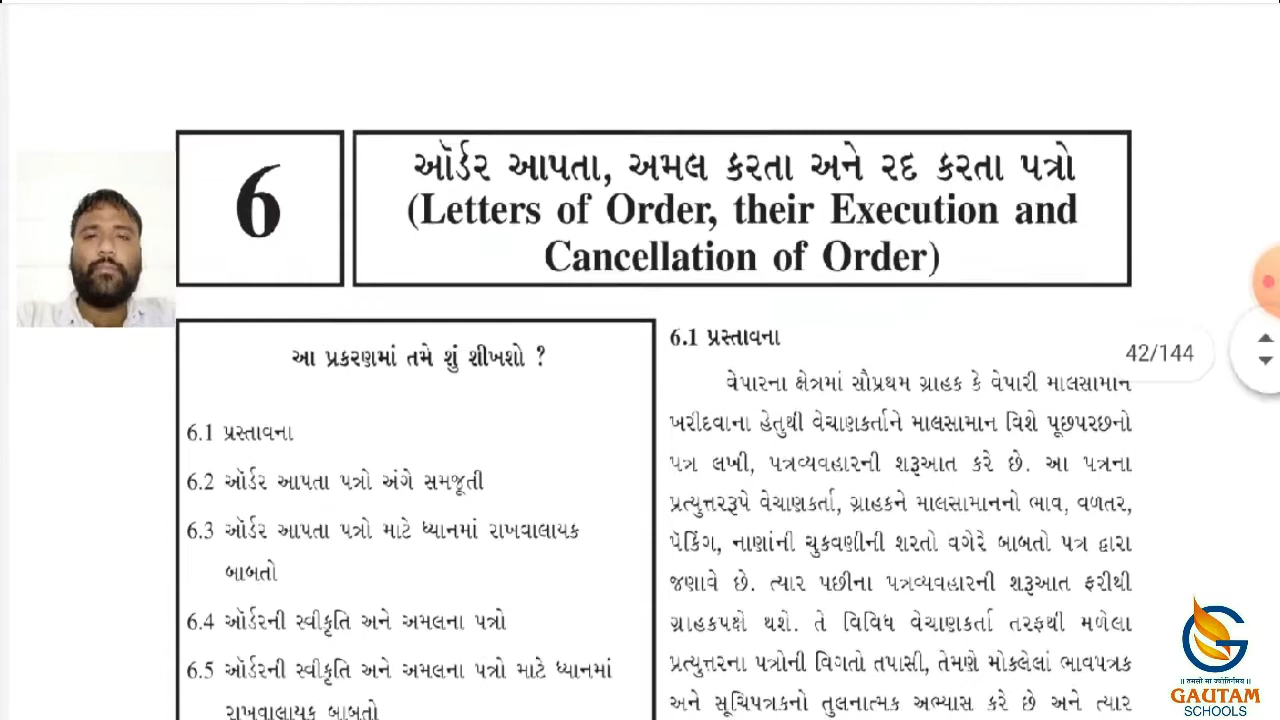 6
ઑર્ડર આપતા, અમલ કરતા અને રદ કરતા પત્રો
(Letters of Order, their Execution and
Cancellation of Order)
આ પ્રકરણમાં તમે શું શીખશો ?
6.1 પ્રસ્તાવના
6.2 ઑર્ડર આપતા પત્રો અંગે સમજૂતી
6.3 ઑર્ડર આપતા પત્રો માટે ધ્યાનમાં રાખવાલાયક
બાબતો
6.4 ઑર્ડરની સ્વીકૃતિ અને અમલના પત્રો
6.5 ઑર્ડરની સ્વીકૃતિ અને અમલના પત્રો માટે ધ્યાનમાં
રાખવાલાયક બાબતો
6.1 પ્રસ્તાવના
વેપારના ક્ષેત્રમાં સૌપ્રથમ ગ્રાહક કે વેપારી માલસામાન
ખરીદવાના હેતુથી વેચાણકર્તાને માલસામાન વિશે પૂછપરછનો
પત્ર લખી, પત્રવ્યવહારની શરૂઆત કરે છે. આ પત્રના
પ્રત્યુત્તરરૂપે વેચાણકર્તા, ગ્રાહકને માલસામાનનો ભાવ, વળતર,
પૅકિંગ, નાણાંની ચુકવણીની શરતો વગેરે બાબતો પત્ર દ્વારા
જણાવે છે. ત્યાર પછીના પત્રવ્યવહારની શરૂઆત ફરીથી
ગ્રાહકપક્ષે થશે. તે વિવિધ વેચાણકર્તા તરફથી મળેલા
પ્રત્યુત્તરના પત્રોની વિગતો તપાસી, તેમણે મોકલેલાં ભાવપત્રક
અને સૂચિપત્રકનો તુલનાત્મક અભ્યાસ કરે છે અને ત્યાર
42/144
॥ તમસો મા જ્યોતિર્ગમય ॥
GAUTAM
SCHOOLS